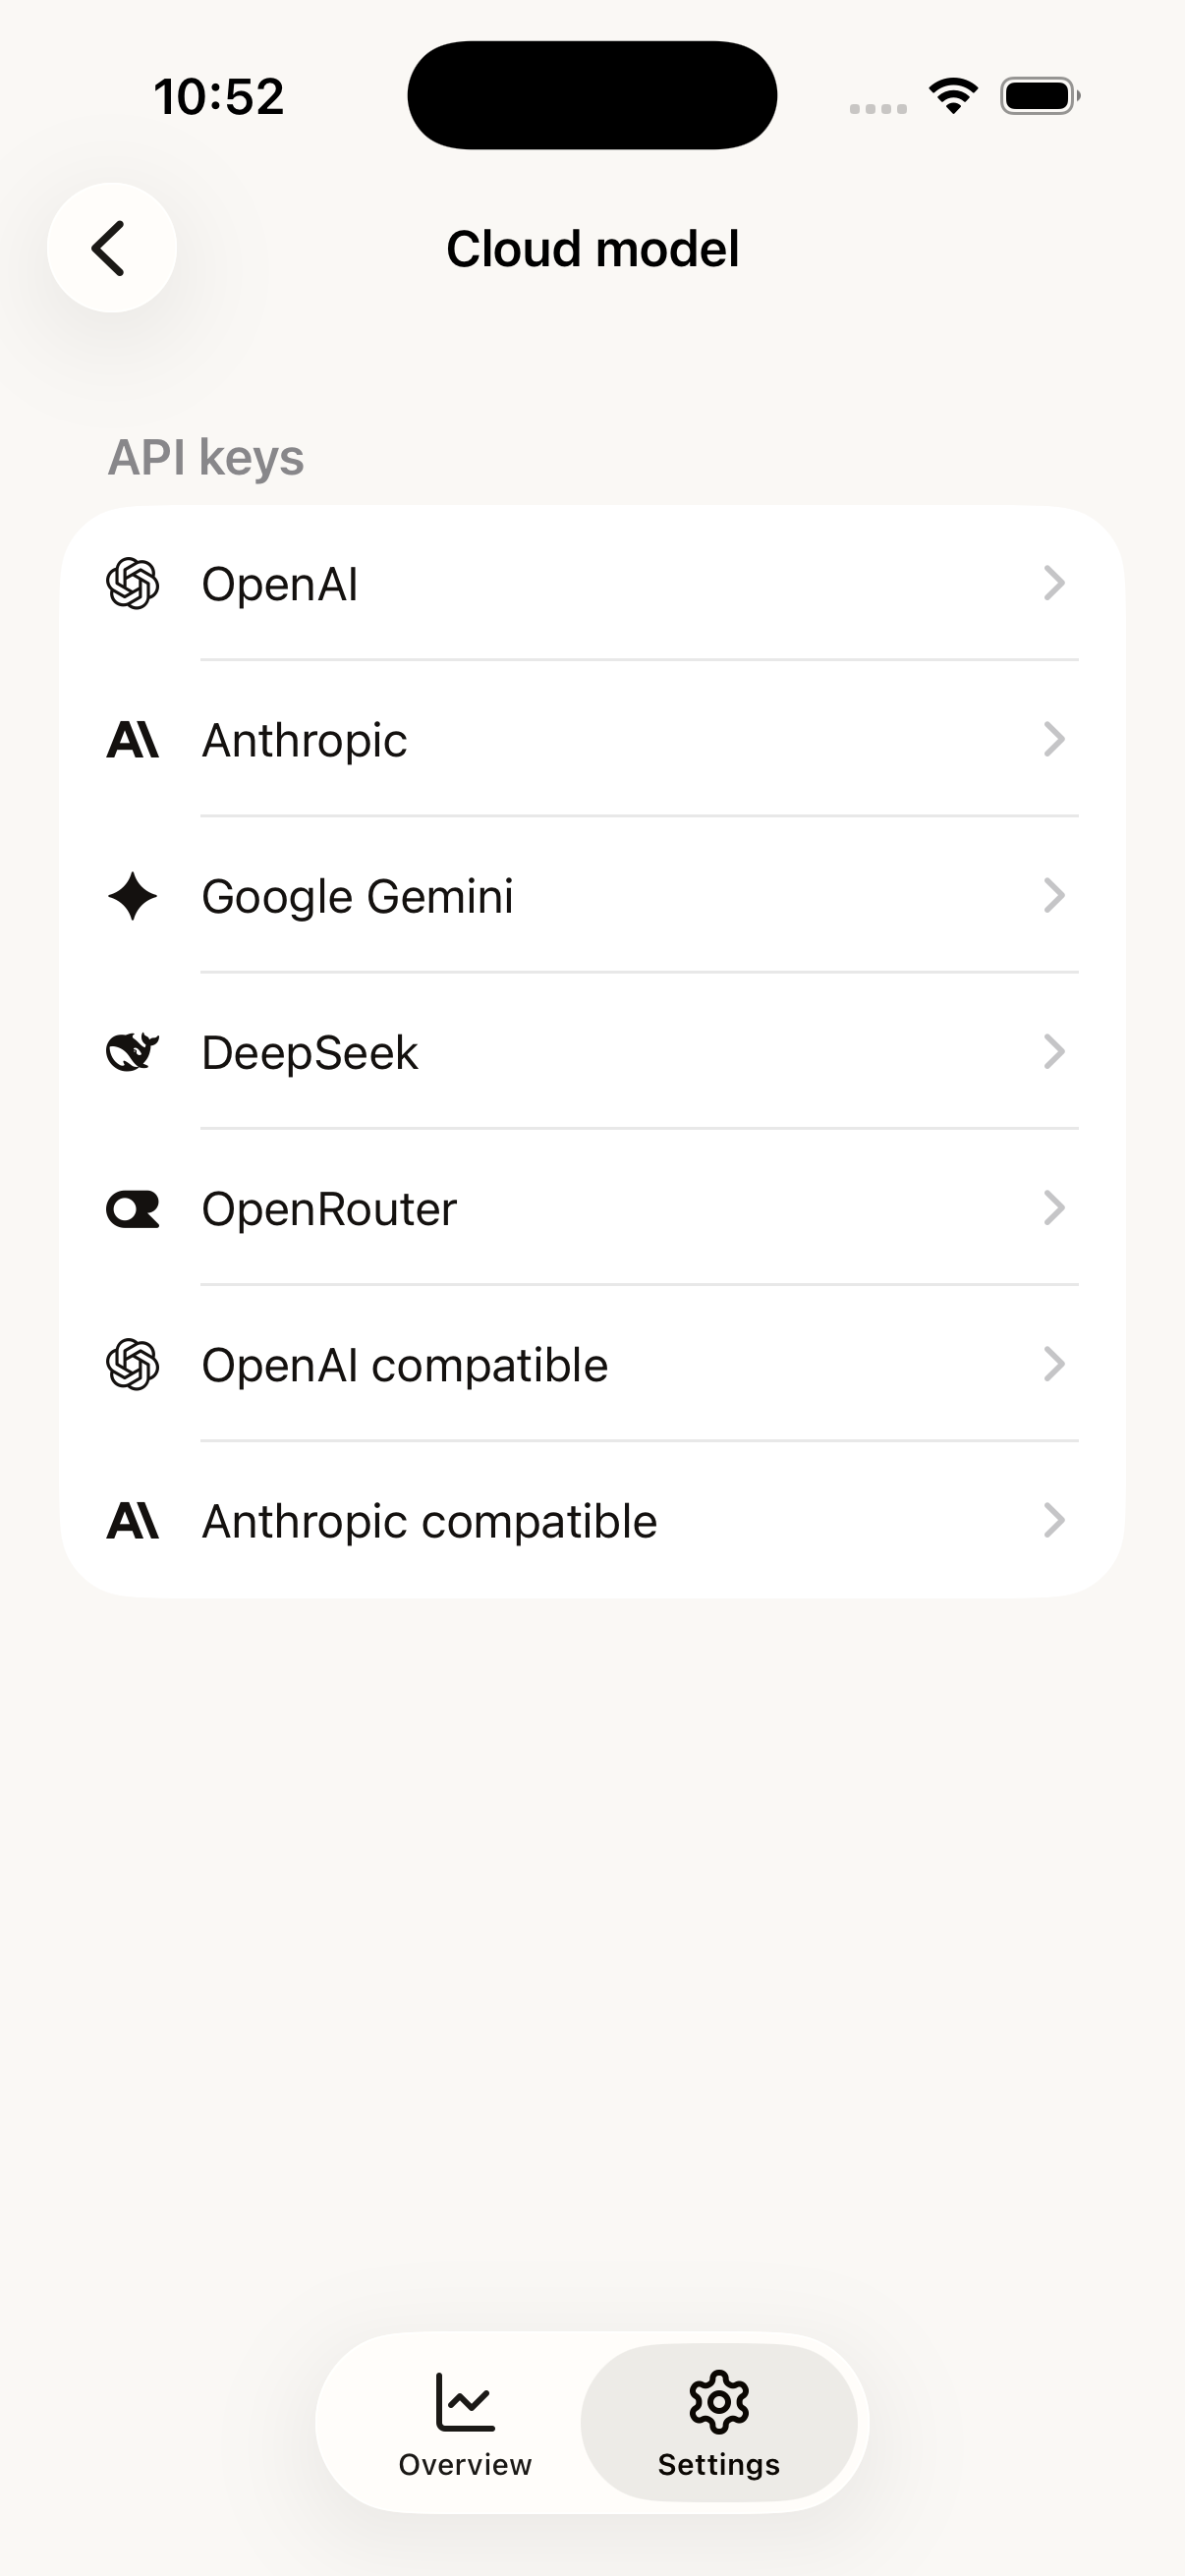 10:52
Cloud model
API keys
OpenAI
Anthropic
Google Gemini
DeepSeek
OpenRouter
OpenAI compatible
Anthropic compatible
Overview
Settings